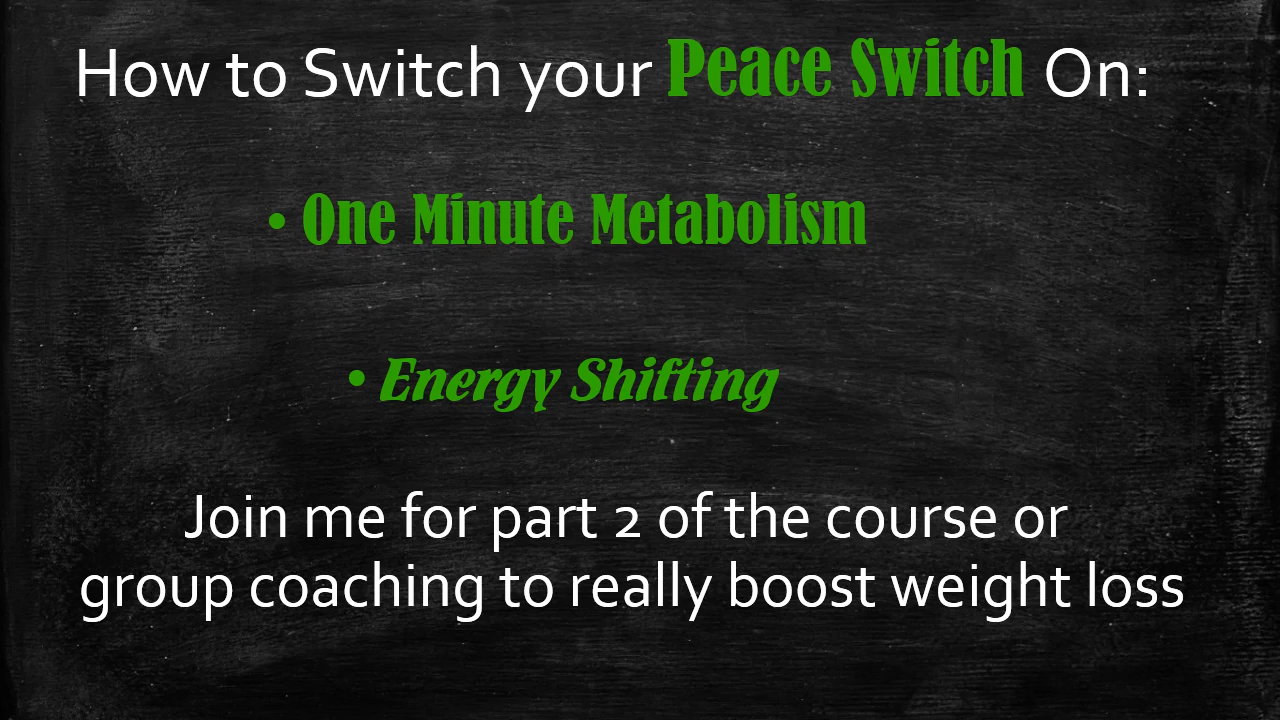 How to Switch your Peace Switch On:
• One Minute Metabolism
• Energy Shifting
Join me for part 2 of the course or
group coaching to really boost weight loss